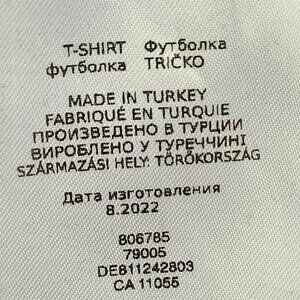 T-SHIRT Футболка
футболка TRIČKO
MADE IN TURKEY
FABRIQUÉ EN TURQUIE
ПРОИЗВЕДЕНО В ТУРЦИИ
ВИРОБЛЕНО У ТУРЕЧЧИНІ
SZÁRMAZÁSI HELY: TÖRÖKORSZÁG
Дата изготовления
8.2022
806785
79005
DE811242803
CA 11055